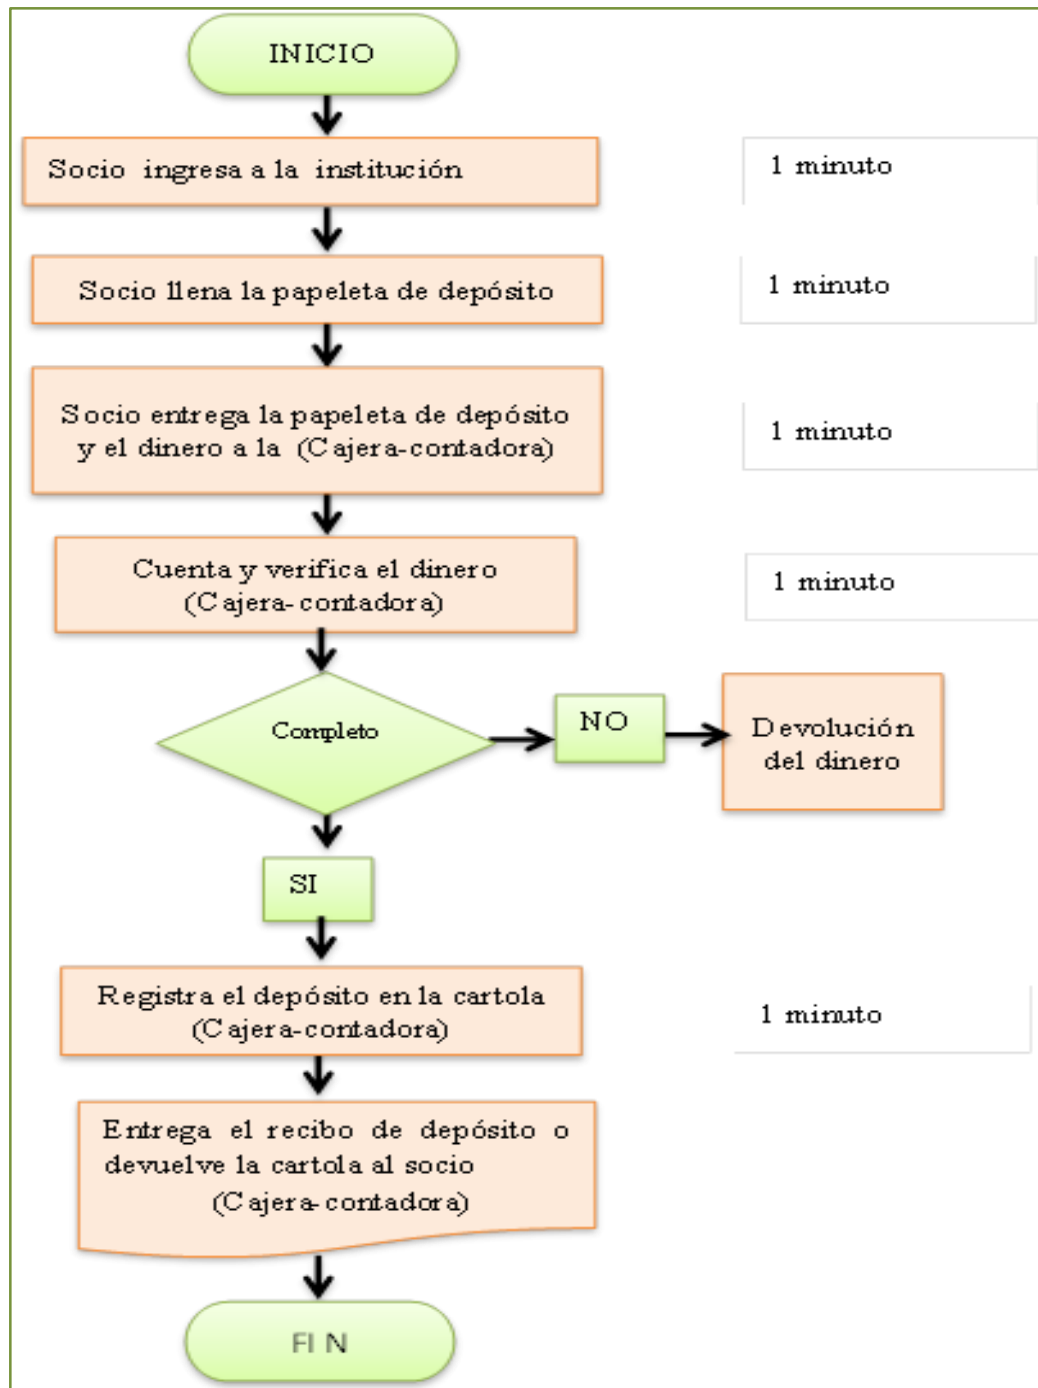 INICIO
Socio ingresa a la institución
1 minuto
Socio llena la papeleta de depósito
1 minuto
Socio entrega la papeleta de depósito
y el dinero a la (Cajera-contadora)
1 minuto
Cuenta y verifica el dinero
(Cajera-contadora)
1 minuto
Completo
NO
Devolución
del dinero
SI
Registra el depósito en la cartola
(Cajera-contadora)
1 minuto
Entrega el recibo de depósito o
devuelve la cartola al socio
(Cajera-contadora)
FIN